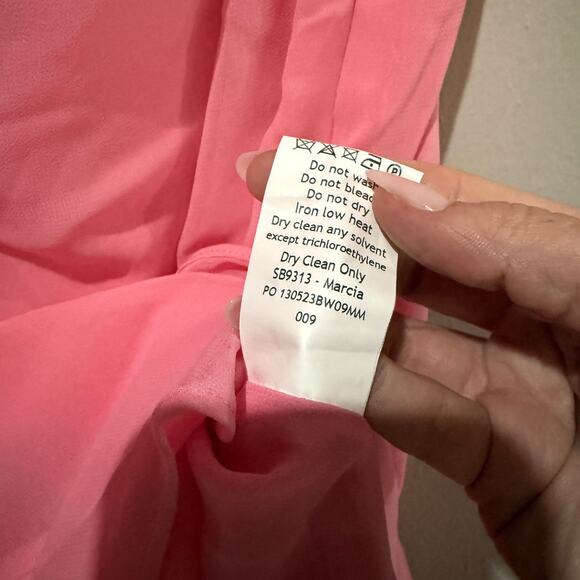 Do not wash
Do not bleac
Do not dry
Iron low heat
Dry clean any solvent
except trichloroethylene
Dry Clean Only
SB9313 - Marcia
PO 130523BW09MM
009